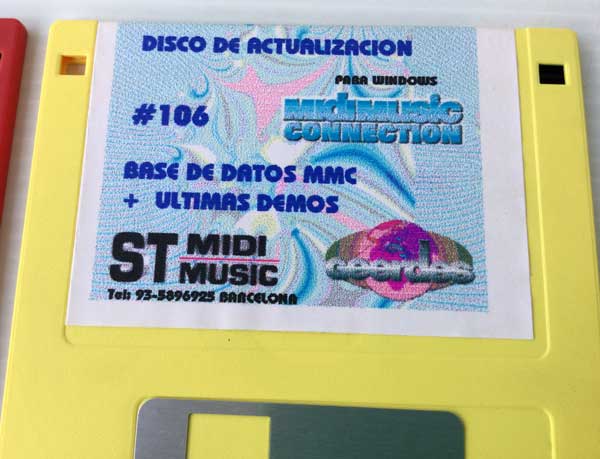 DISCO DE ACTUALIZACION
PARA WINDOWS
#106
MIDIMUSIC
CONNECTION
BASE DE DATOS MMC
+ ULTIMAS DEMOS
ST MIDI
MUSIC
Tel: 93-5896925 BARCELONA